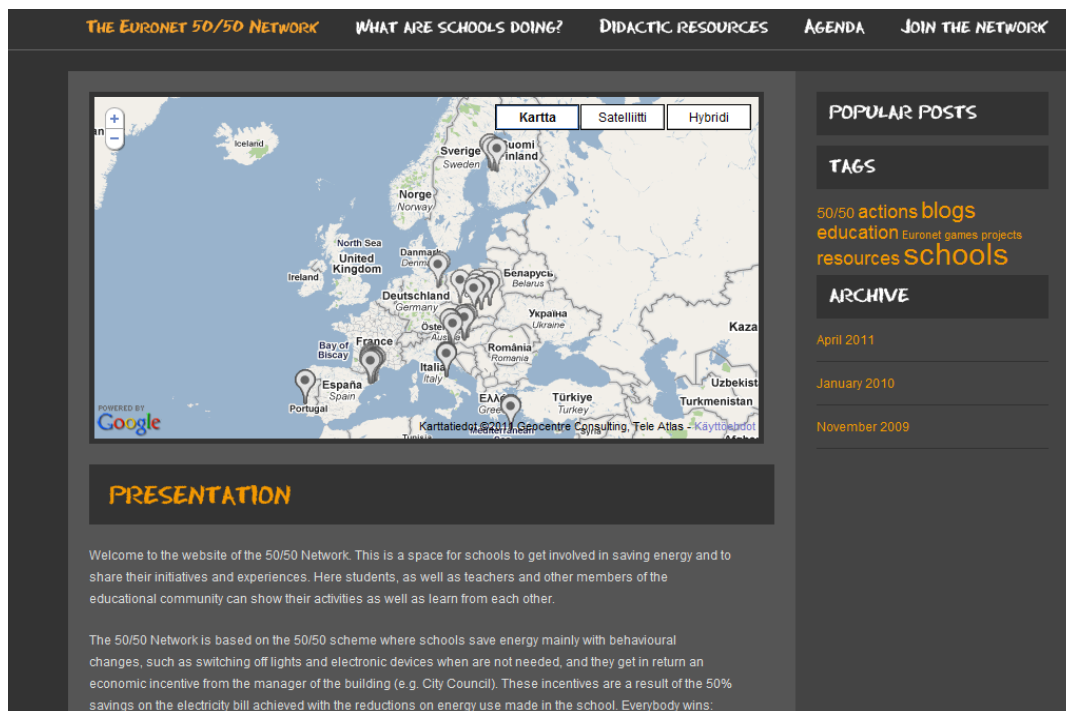 The Euronet 50/50 Network What are schools doing? Didactic resources Agenda Join the network
Kartta Satelliitti Hybridi
Iceland
Suomi
Finland
Sverige
Sweden
Norge
Norway
North Sea
United
Kingdom
Ireland
Danmark
Беларусь
Belarus
Deutschland
Germany
Україна
Ukraine
Kaza
France
Bay of
Biscay
România
Romania
Italia
Italy
España
Spain
Portugal
Uzbekist
Türkiye
Turkey
Turkmenistan
POWERED BY
Google
Karttatiedot ©2011 Geocentre Consulting, Tele Atlas - Käyttöehdot
Popular posts
Tags
50/50 actions blogs
education Euronet games projects
resources schools
Archive
April 2011
January 2010
November 2009
Presentation
Welcome to the website of the 50/50 Network. This is a space for schools to get involved in saving energy and to
share their initiatives and experiences. Here students, as well as teachers and other members of the
educational community can show their activities as well as learn from each other.
The 50/50 Network is based on the 50/50 scheme where schools save energy mainly with behavioural
changes, such as switching off lights and electronic devices when are not needed, and they get in return an
economic incentive from the manager of the building (e.g. City Council). These incentives are a result of the 50%
savings on the electricity bill achieved with the reductions on energy use made in the school. Everybody wins: